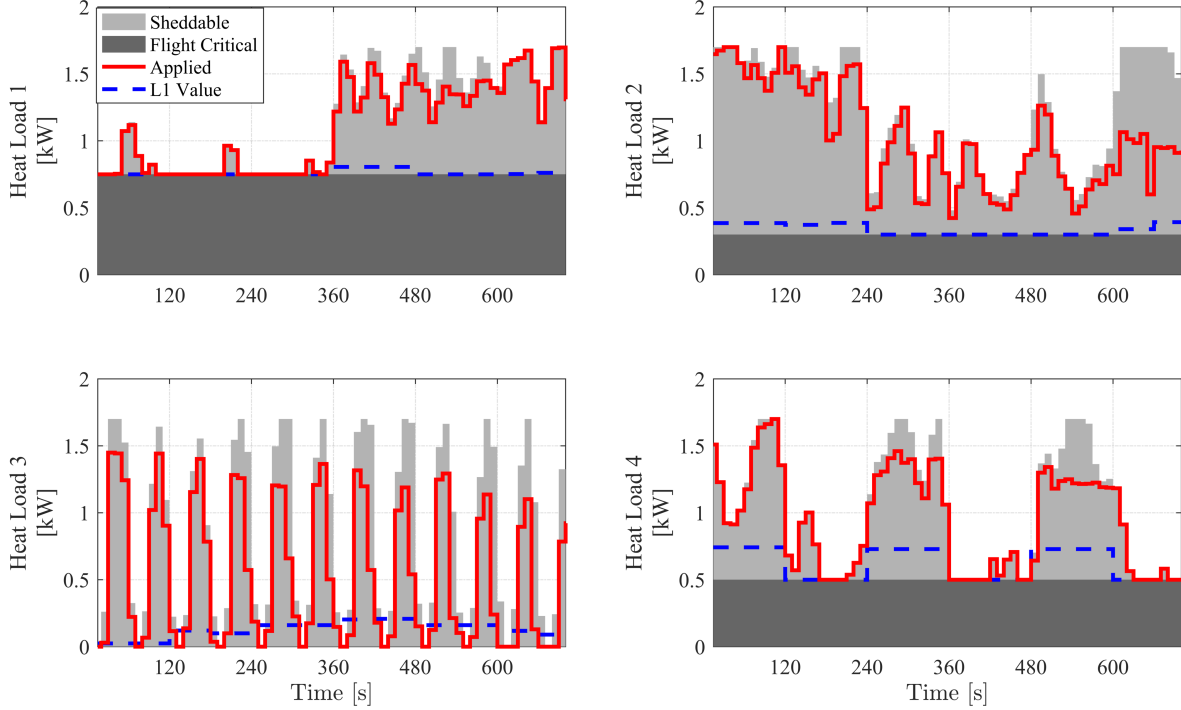 Sheddable
Flight Critical
Applied
L1 Value
Heat Load 1
[kW]
2
1.5
1
0.5
0
120 240 360 480 600
Heat Load 2
[kW]
2
1.5
1
0.5
0
120 240 360 480 600
Heat Load 3
[kW]
2
1.5
1
0.5
0
120 240 360 480 600
Time [s]
Heat Load 4
[kW]
2
1.5
1
0.5
0
120 240 360 480 600
Time [s]